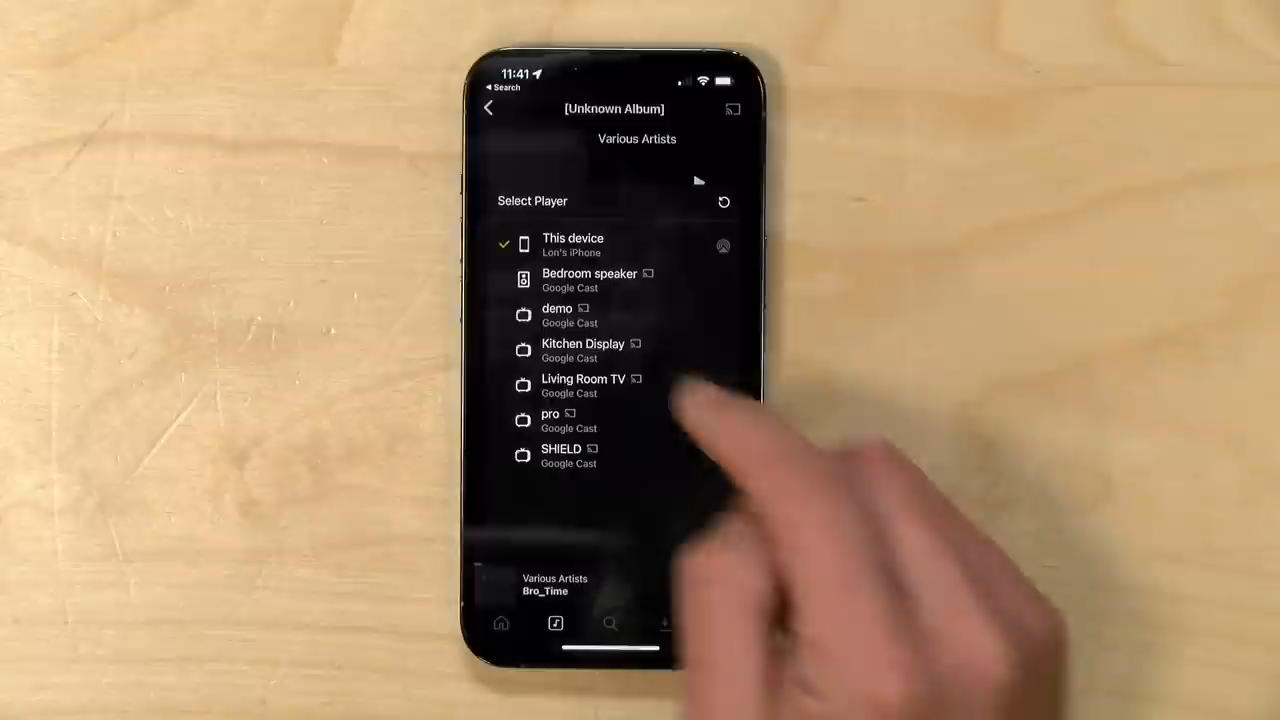 11:41
Search
[Unknown Album]
Various Artists
Select Player
This device
Lon's iPhone
Bedroom speaker
Google Cast
demo
Google Cast
Kitchen Display
Google Cast
Living Room TV
Google Cast
pro
Google Cast
SHIELD
Google Cast
Various Artists
Bro_Time